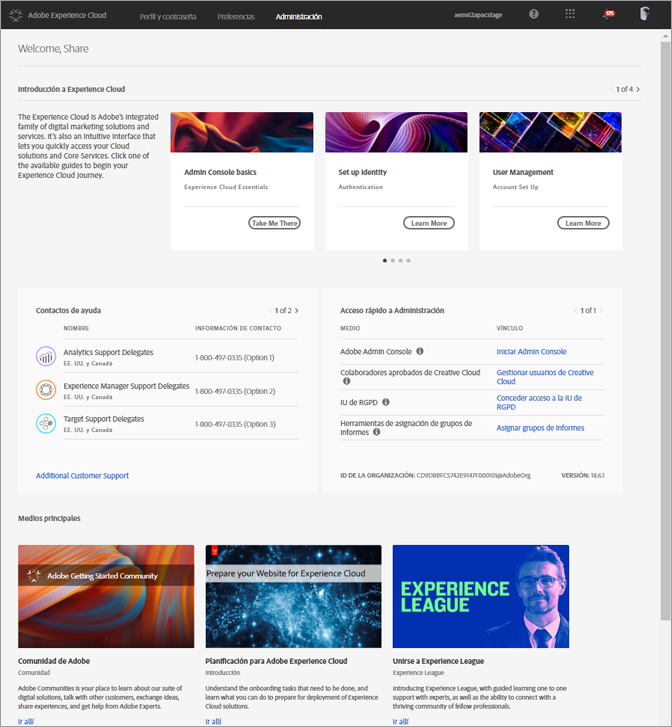 Adobe Experience Cloud
Perfil y contraseña
Preferencias
Administración
aem62apacstage
175
Welcome, Share
Introducción a Experience Cloud
1 of 4
The Experience Cloud is Adobe's integrated
family of digital marketing solutions and
services. It's also an intuitive interface that
lets you quickly access your Cloud
solutions and Core Services. Click one of
the available guides to begin your
Experience Cloud Journey.
Admin Console basics
Experience Cloud Essentials
Take Me There
Set up Identity
Authentication
Learn More
User Management
Account Set Up
Learn More
Contactos de ayuda
1 of 2
NOMBRE
INFORMACIÓN DE CONTACTO
Analytics Support Delegates
EE. UU. y Canadá
1-800-497-0335 (Option 1)
Experience Manager Support Delegates
EE. UU. y Canadá
1-800-497-0335 (Option 2)
Target Support Delegates
EE. UU. y Canadá
1-800-497-0335 (Option 3)
Additional Customer Support
Acceso rápido a Administración
1 of 1
MEDIO
VÍNCULO
Adobe Admin Console
Iniciar Admin Console
Colaboradores aprobados de Creative Cloud
Gestionar usuarios de Creative
Cloud
IU de RGPD
Conceder acceso a la IU de
RGPD
Herramientas de asignación de grupos de
informes
Asignar grupos de informes
ID DE LA ORGANIZACIÓN: CD9D8BFC5742E9147F000101@AdobeOrg
VERSIÓN: 18.63
Medios principales
Adobe Getting Started Community
Prepare your Website for Experience Cloud
EXPERIENCE
LEAGUE
Comunidad de Adobe
Comunidad
Adobe Communities is your place to learn about our suite of
digital solutions, talk with other customers, exchange ideas,
share experiences, and get help from Adobe Experts.
Ir allí
Planificación para Adobe Experience Cloud
Introducción
Understand the onboarding tasks that need to be done, and
learn what you can do to prepare for deployment of Experience
Cloud solutions.
Ir allí
Unirse a Experience League
Experience League
Introducing Experience League, with guided learning one to one
support with experts, as well as the ability to connect with a
thriving community of fellow professionals.
Ir allí